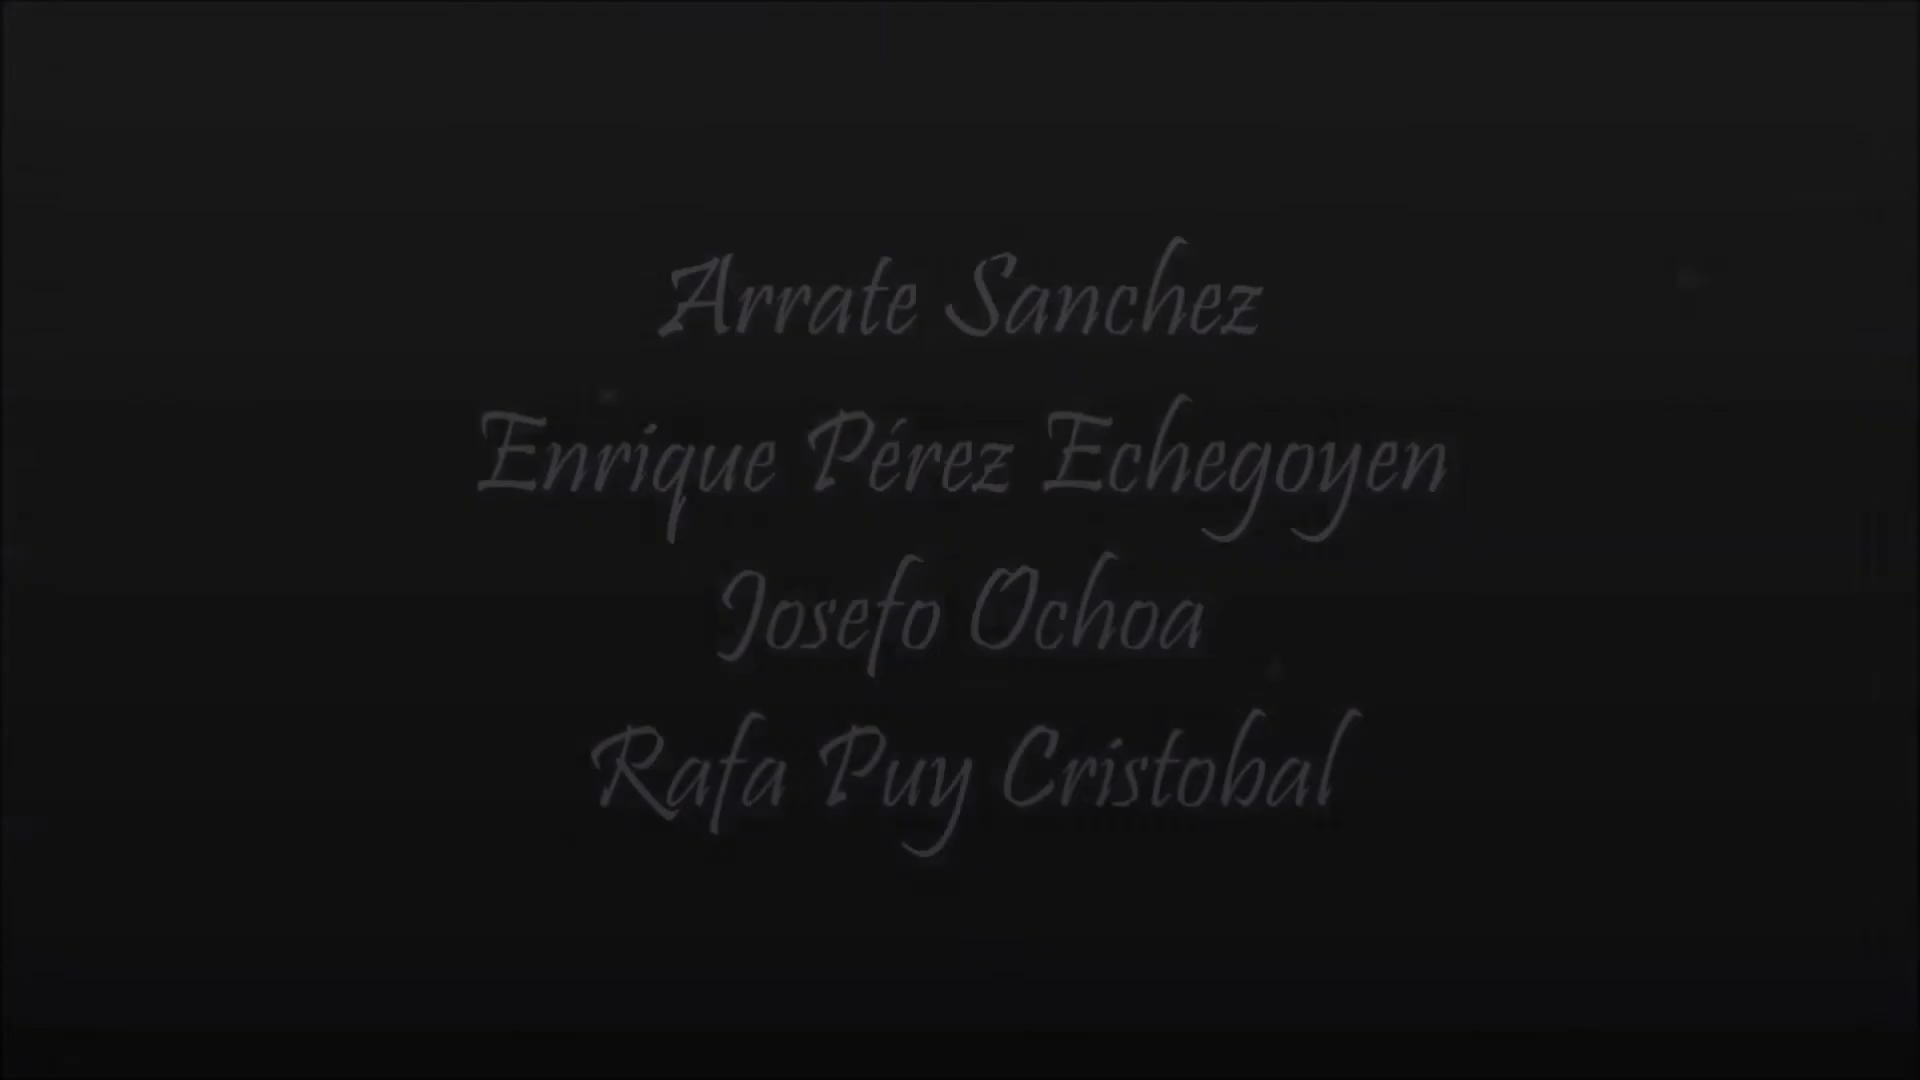 Arrate Sanchez
Enrique Pérez Echegoyen
Josefo Ochoa
Rafa Puy Cristobal